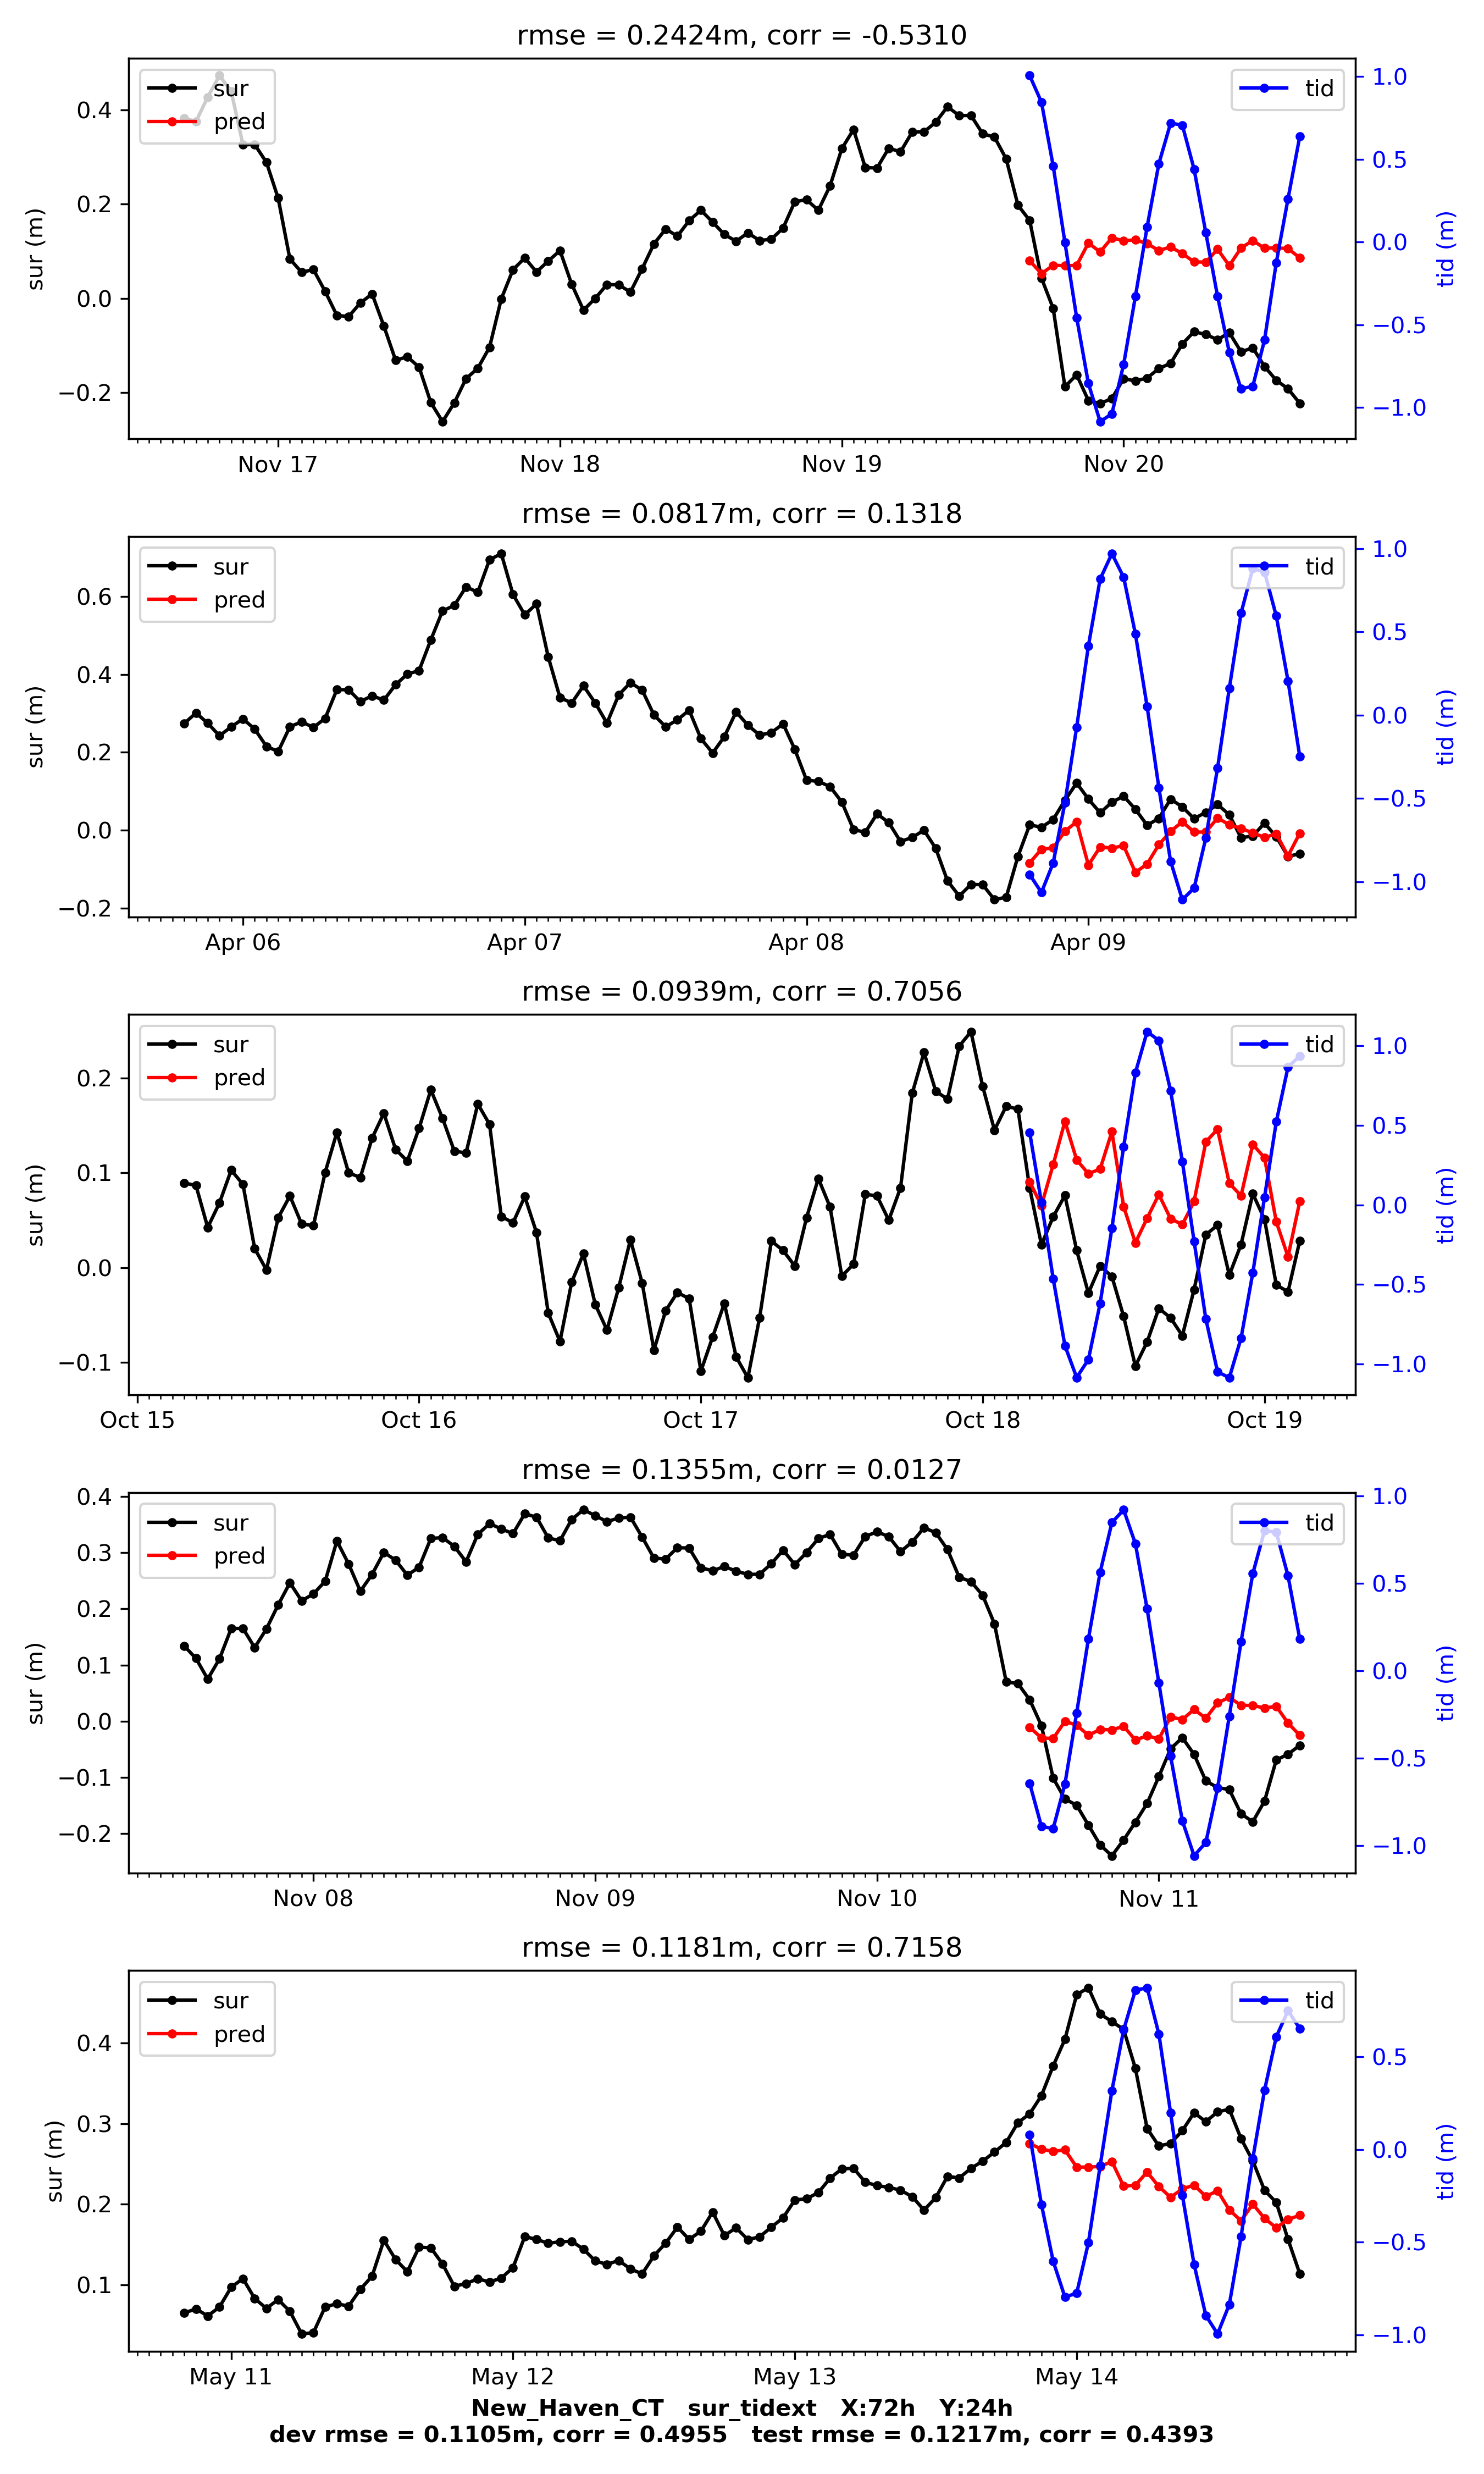 rmse = 0.2424m, corr = -0.5310
sur
pred
tid
0.4
0.2
0.0
−0.2
sur (m)
1.0
0.5
0.0
−0.5
−1.0
tid (m)
Nov 17 Nov 18 Nov 19 Nov 20
rmse = 0.0817m, corr = 0.1318
sur
pred
tid
0.6
0.4
0.2
0.0
−0.2
sur (m)
1.0
0.5
0.0
−0.5
−1.0
tid (m)
Apr 06 Apr 07 Apr 08 Apr 09
rmse = 0.0939m, corr = 0.7056
sur
pred
tid
0.2
0.1
0.0
−0.1
sur (m)
1.0
0.5
0.0
−0.5
−1.0
tid (m)
Oct 15 Oct 16 Oct 17 Oct 18 Oct 19
rmse = 0.1355m, corr = 0.0127
sur
pred
tid
0.4
0.3
0.2
0.1
0.0
−0.1
−0.2
sur (m)
1.0
0.5
0.0
−0.5
−1.0
tid (m)
Nov 08 Nov 09 Nov 10 Nov 11
rmse = 0.1181m, corr = 0.7158
sur
pred
tid
0.4
0.3
0.2
0.1
sur (m)
0.5
0.0
−0.5
−1.0
tid (m)
May 11 May 12 May 13 May 14
New_Haven_CT sur_tidext X:72h Y:24h
dev rmse = 0.1105m, corr = 0.4955 test rmse = 0.1217m, corr = 0.4393